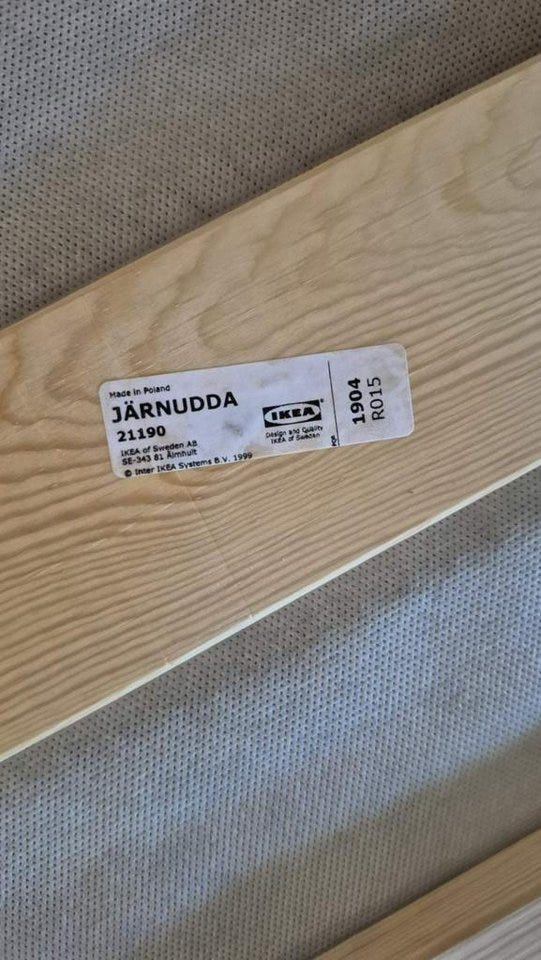 Made in Poland
JÄRNUDDA
21190
IKEA of Sweden AB
SE-343 81 Älmhult
© Inter IKEA Systems B.V. 1999
IKEA
Design and Quality
IKEA of Sweden
1904
R015